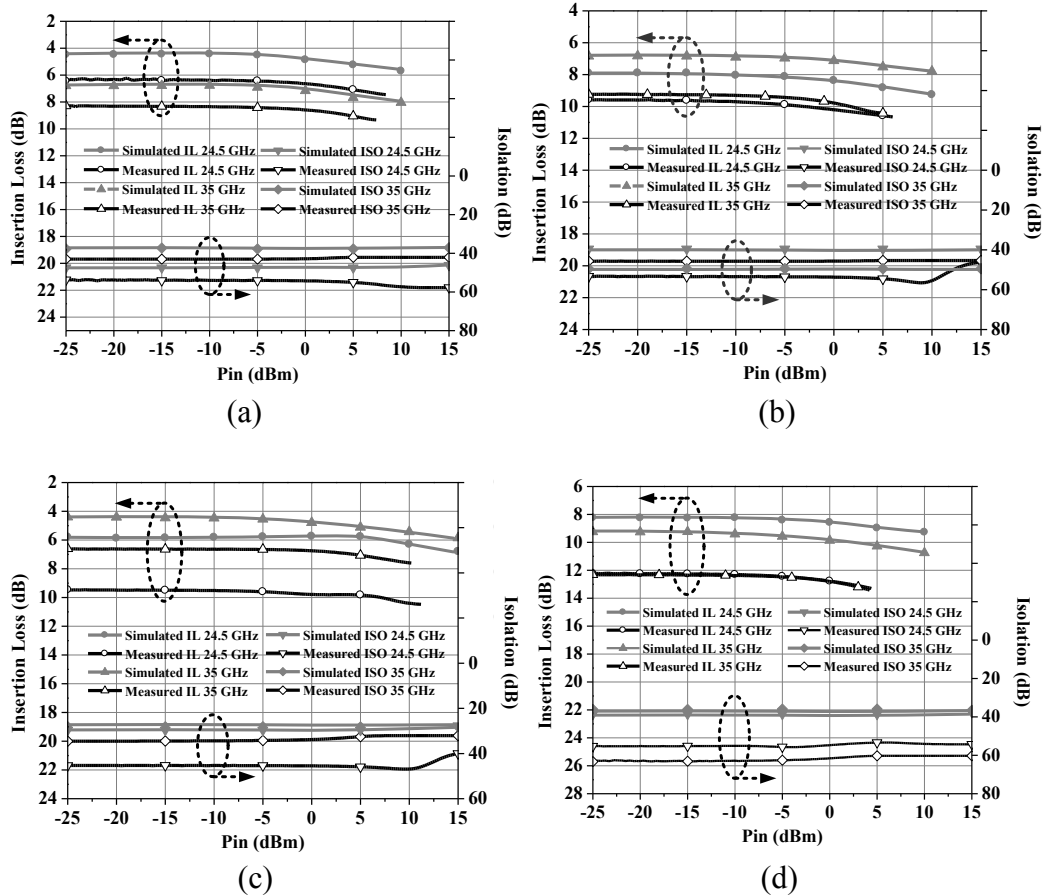 2
4
6
8
10
12
14
16
18
20
22
24
Insertion Loss (dB)
Simulated IL 24.5 GHz
Measured IL 24.5 GHz
Simulated IL 35 GHz
Measured IL 35 GHz
Simulated ISO 24.5 GHz
Measured ISO 24.5 GHz
Simulated ISO 35 GHz
Measured ISO 35 GHz
0
20
40
60
80
Isolation (dB)
-25 -20 -15 -10 -5 0 5 10 15
Pin (dBm)
(a)
4
6
8
10
12
14
16
18
20
22
24
Insertion Loss (dB)
Simulated IL 24.5 GHz
Measured IL 24.5 GHz
Simulated IL 35 GHz
Measured IL 35 GHz
Simulated ISO 24.5 GHz
Measured ISO 24.5 GHz
Simulated ISO 35 GHz
Measured ISO 35 GHz
0
20
40
60
80
Isolation (dB)
-25 -20 -15 -10 -5 0 5 10 15
Pin (dBm)
(b)
2
4
6
8
10
12
14
16
18
20
22
24
Insertion Loss (dB)
Simulated IL 24.5 GHz
Measured IL 24.5 GHz
Simulated IL 35 GHz
Measured IL 35 GHz
Simulated ISO 24.5 GHz
Measured ISO 24.5 GHz
Simulated ISO 35 GHz
Measured ISO 35 GHz
0
20
40
60
Isolation (dB)
-25 -20 -15 -10 -5 0 5 10 15
Pin (dBm)
(c)
6
8
10
12
14
16
18
20
22
24
26
28
Insertion Loss (dB)
Simulated IL 24.5 GHz
Measured IL 24.5 GHz
Simulated IL 35 GHz
Measured IL 35 GHz
Simulated ISO 24.5 GHz
Measured ISO 24.5 GHz
Simulated ISO 35 GHz
Measured ISO 35 GHz
0
20
40
60
80
Isolation (dB)
-25 -20 -15 -10 -5 0 5 10 15
Pin (dBm)
(d)